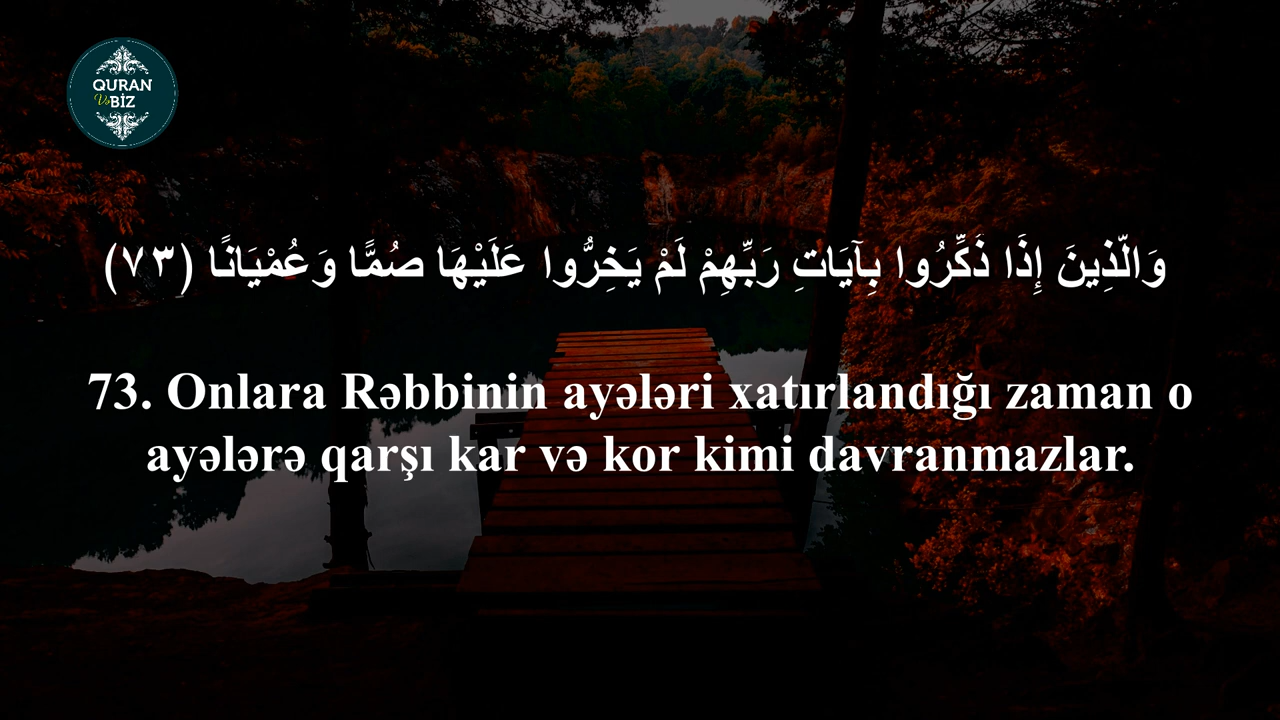 QURAN
Və BİZ
وَالّذِينَ إِذَا ذَكِّرُوا بِآيَاتِ رَبِّهِمْ لَمْ يَخِرُّوا عَلَيْهَا صُمًّا وَعُمْيَانًا (٧٣)
73. Onlara Rəbbinin ayələri xatırlandığı zaman o
ayələrə qarşı kar və kor kimi davranmazlar.